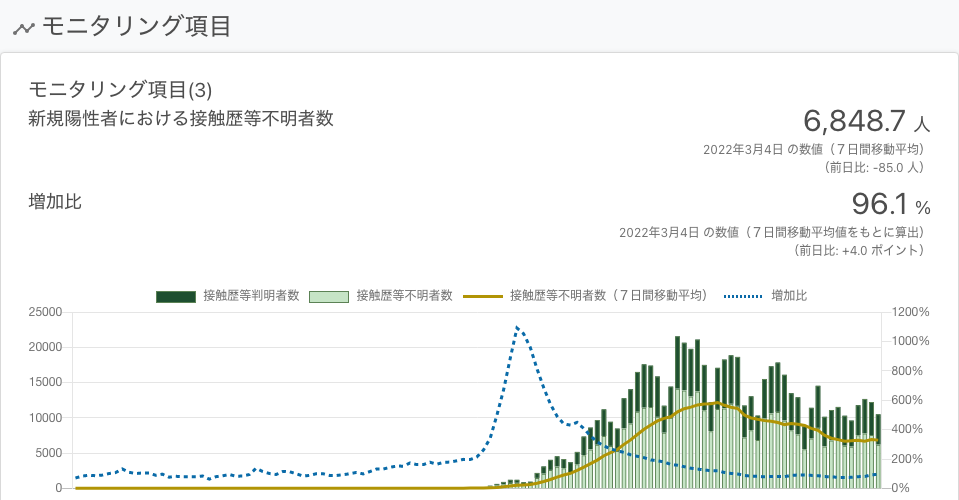 モニタリング項目
モニタリング項目(3)
新規陽性者における接触歴等不明者数
6,848.7 人
2022年3月4日 の数値（７日間移動平均）
（前日比: -85.0 人）
増加比
96.1 %
2022年3月4日 の数値（７日間移動平均値をもとに算出）
（前日比: +4.0 ポイント）
接触歴等判明者数 接触歴等不明者数 接触歴等不明者数（７日間移動平均） 増加比
25000 1200%
1000%
20000
800%
15000
600%
10000
400%
5000 200%
0 0%